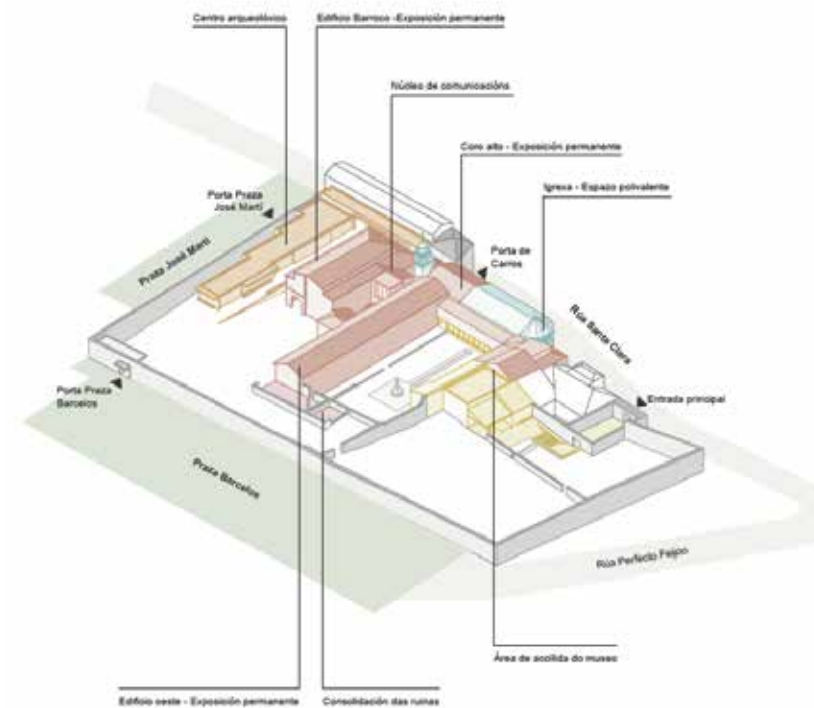 Centro arqueolóxico
Edificio Barroco -Exposición permanente
Núcleo de comunicacións
Coro alto - Exposición permanente
Igrexa - Espazo polivalente
Porta Praza
José Martí
Porta de
Carros
Praza José Martí
Rúa Santa Clara
Porta Praza
Barcelos
Entrada principal
Praza Barcelos
Rúa Perfecto Feijoo
Área de acollida do museo
Edificio oeste - Exposición permanente
Consolidación das ruinas